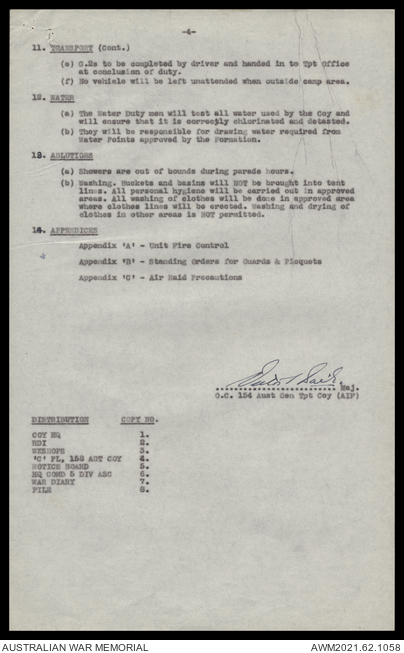 -4-
11. TRANSPORT (Cont.)
(e) G.2s to be completed by driver and handed in to Tpt Office
at conclusion of duty.
(f) No vehicle will be left unattended when outside camp area.
12. WATER
(a) The Water Duty men will test all water used by the Coy and
will ensure that it is correctly chlorinated and detasted.
(b) They will be responsible for drawing water required from
Water Points approved by the Formation.
13. ABLUTIONS
(a) Showers are out of bounds during parade hours.
(b) Washing. Buckets and basins will NOT be brought into tent
lines. All personal hygiene will be carried out in approved
areas. All washing of clothes will be done in approved area
where clothes lines will be erected. Washing and drying of
clothes in other areas is NOT permitted.
14. APPENDICES
Appendix 'A' - Unit Fire Control
Appendix 'B' - Standing Orders for Guards & Picquets
Appendix 'C' - Air Raid Precautions
Maj.
O.C. 154 Aust Gen Tpt Coy (AIF)
DISTRIBUTION COPY NO.
COY HQ 1.
RDI 2.
WKSHOPS 3.
'C' PL, 158 AGT COY 4.
NOTICE BOARD 5.
HQ COMD 5 DIV ASC 6.
WAR DIARY 7.
FILE 8.
AUSTRALIAN WAR MEMORIAL
AWM2021.62.1058